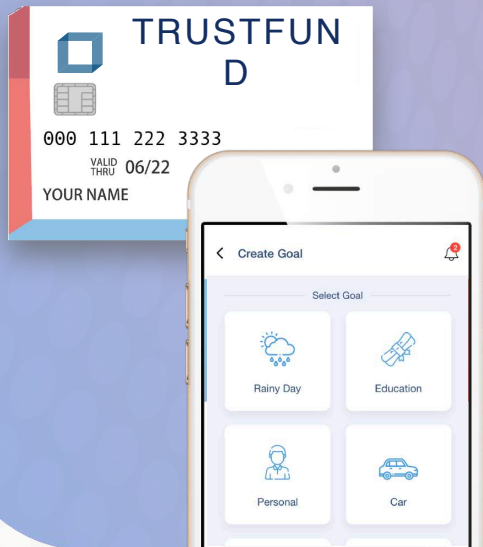 TRUSTFUN
D
000 111 222 3333
VALID
THRU 06/22
YOUR NAME
Create Goal
2
Select Goal
Rainy Day Education
Personal Car